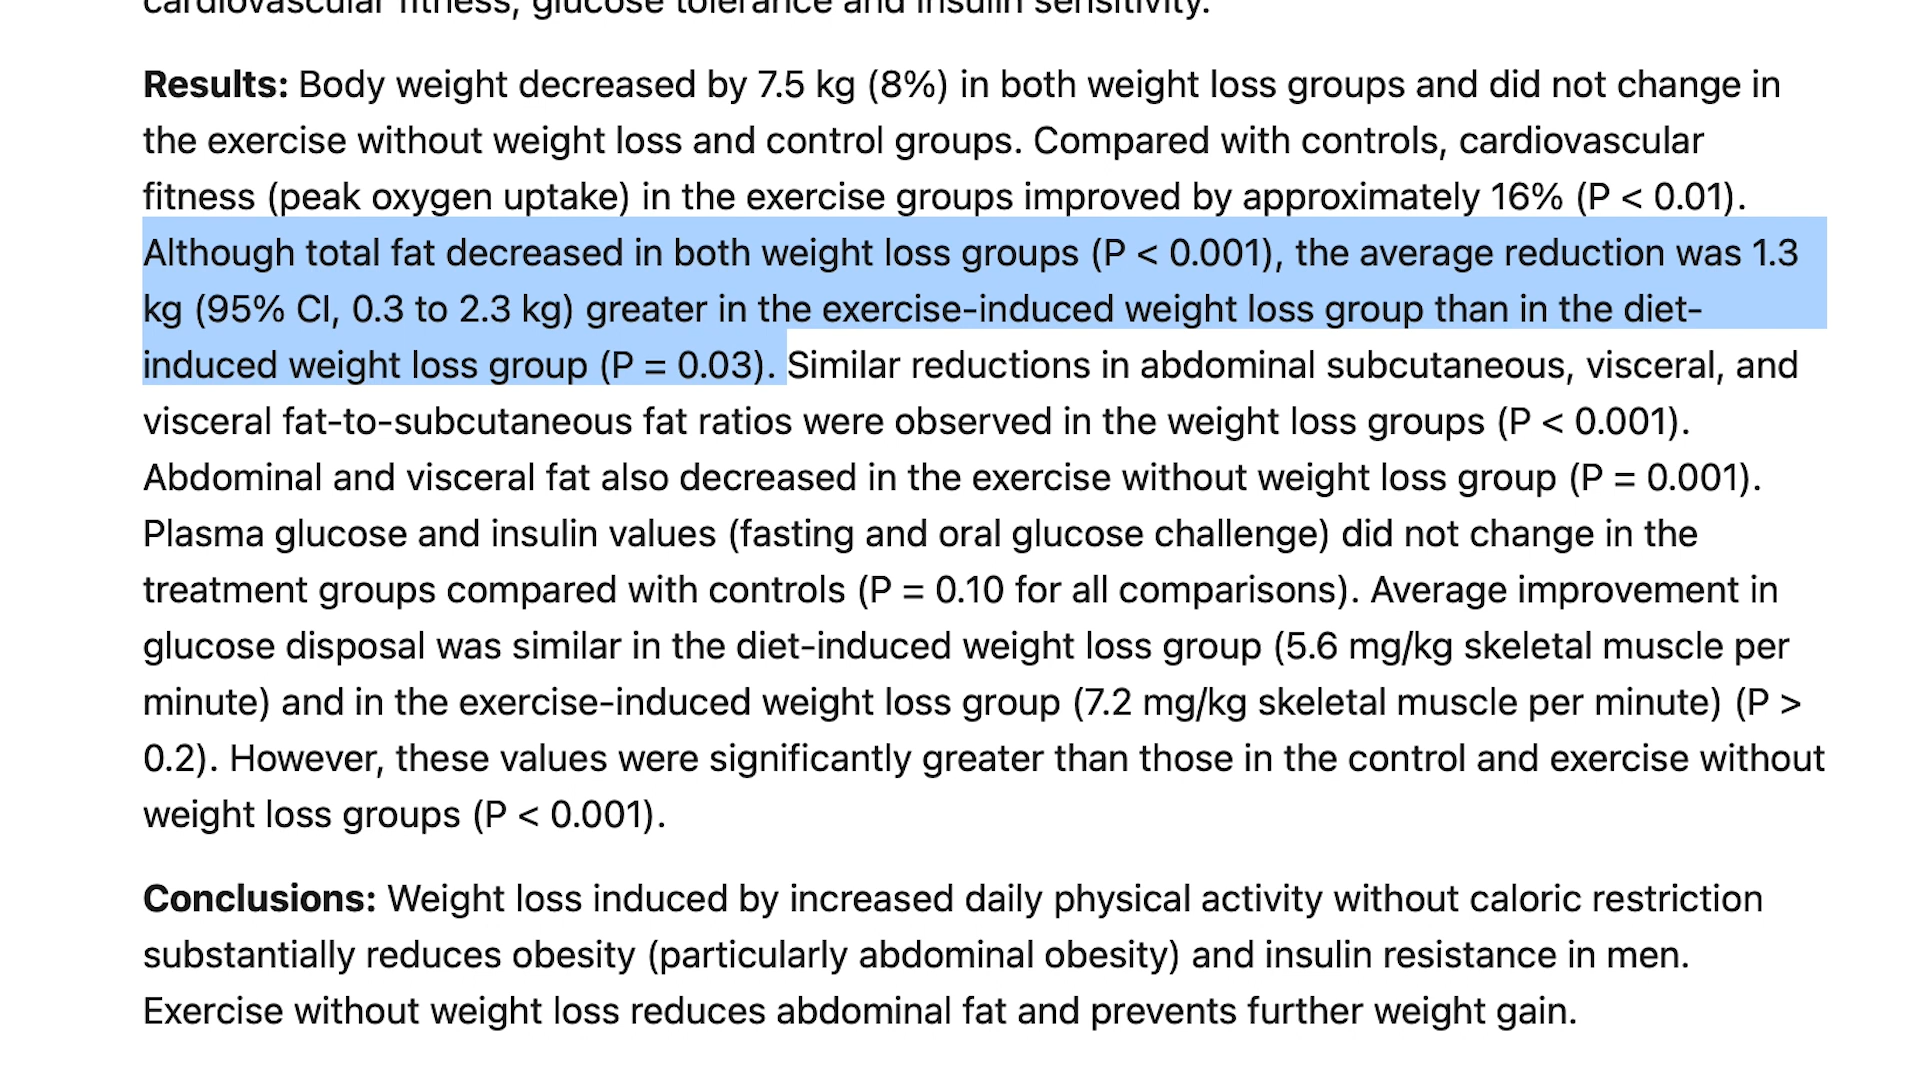 cardiovascular fitness, glucose tolerance and insulin sensitivity.
Results: Body weight decreased by 7.5 kg (8%) in both weight loss groups and did not change in
the exercise without weight loss and control groups. Compared with controls, cardiovascular
fitness (peak oxygen uptake) in the exercise groups improved by approximately 16% (P < 0.01).
Although total fat decreased in both weight loss groups (P < 0.001), the average reduction was 1.3
kg (95% CI, 0.3 to 2.3 kg) greater in the exercise-induced weight loss group than in the diet-
induced weight loss group (P = 0.03). Similar reductions in abdominal subcutaneous, visceral, and
visceral fat-to-subcutaneous fat ratios were observed in the weight loss groups (P < 0.001).
Abdominal and visceral fat also decreased in the exercise without weight loss group (P = 0.001).
Plasma glucose and insulin values (fasting and oral glucose challenge) did not change in the
treatment groups compared with controls (P = 0.10 for all comparisons). Average improvement in
glucose disposal was similar in the diet-induced weight loss group (5.6 mg/kg skeletal muscle per
minute) and in the exercise-induced weight loss group (7.2 mg/kg skeletal muscle per minute) (P >
0.2). However, these values were significantly greater than those in the control and exercise without
weight loss groups (P < 0.001).
Conclusions: Weight loss induced by increased daily physical activity without caloric restriction
substantially reduces obesity (particularly abdominal obesity) and insulin resistance in men.
Exercise without weight loss reduces abdominal fat and prevents further weight gain.